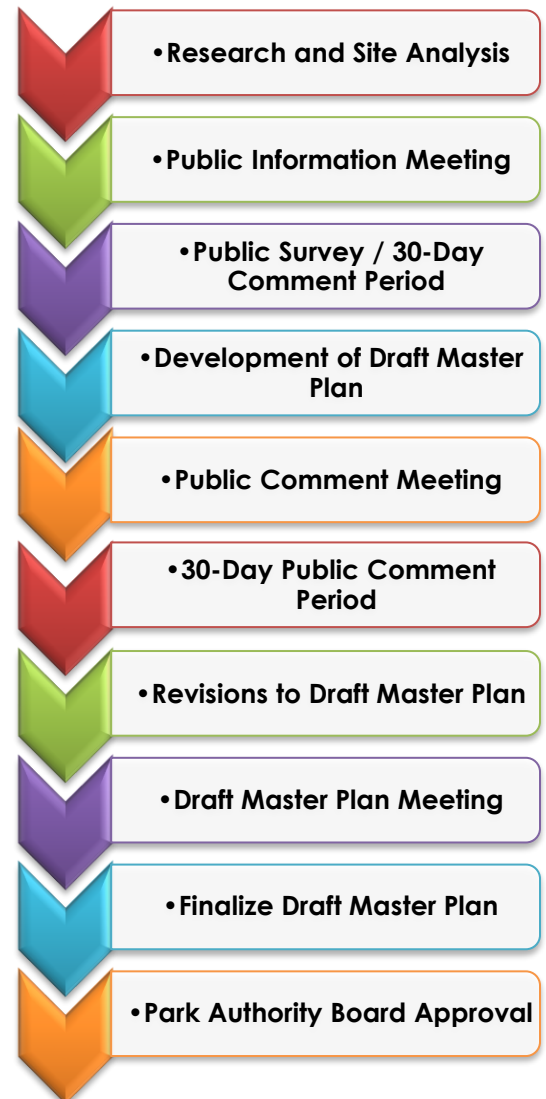 •Research and Site Analysis
•Public Information Meeting
•Public Survey / 30-Day
Comment Period
•Development of Draft Master
Plan
•Public Comment Meeting
•30-Day Public Comment
Period
•Revisions to Draft Master Plan
•Draft Master Plan Meeting
•Finalize Draft Master Plan
•Park Authority Board Approval